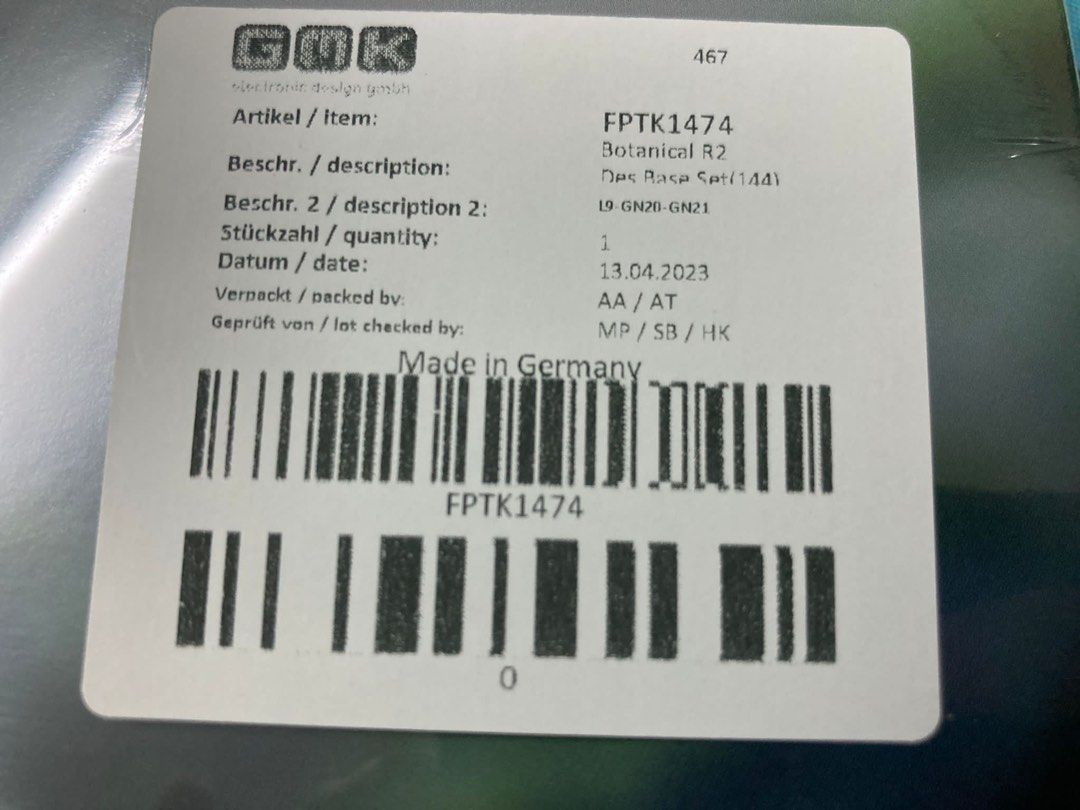 GMK 467
electronic design gmbh
Artikel / item: FPTK1474
Beschr. / description: Botanical R2
Des Base Set(144)
Beschr. 2 / description 2: L9-GN20-GN21
Stückzahl / quantity: 1
Datum / date: 13.04.2023
Verpackt / packed by: AA / AT
Geprüft von / lot checked by: MP / SB / HK
Made in Germany
FPTK1474
0